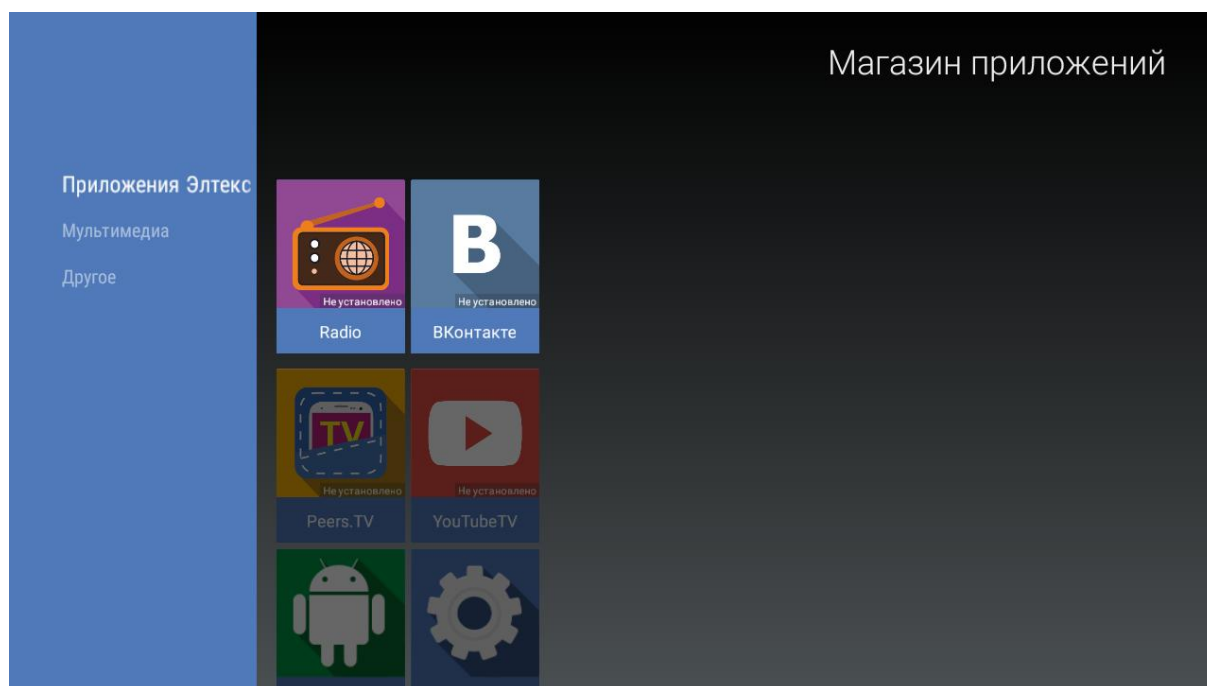 Магазин приложений
Приложения Элтекс
Мультимедиа
Другое
В
Не установлено
Не установлено
Radio
ВКонтакте
TV
Не установлено
Не установлено
Peers.TV
YouTubeTV